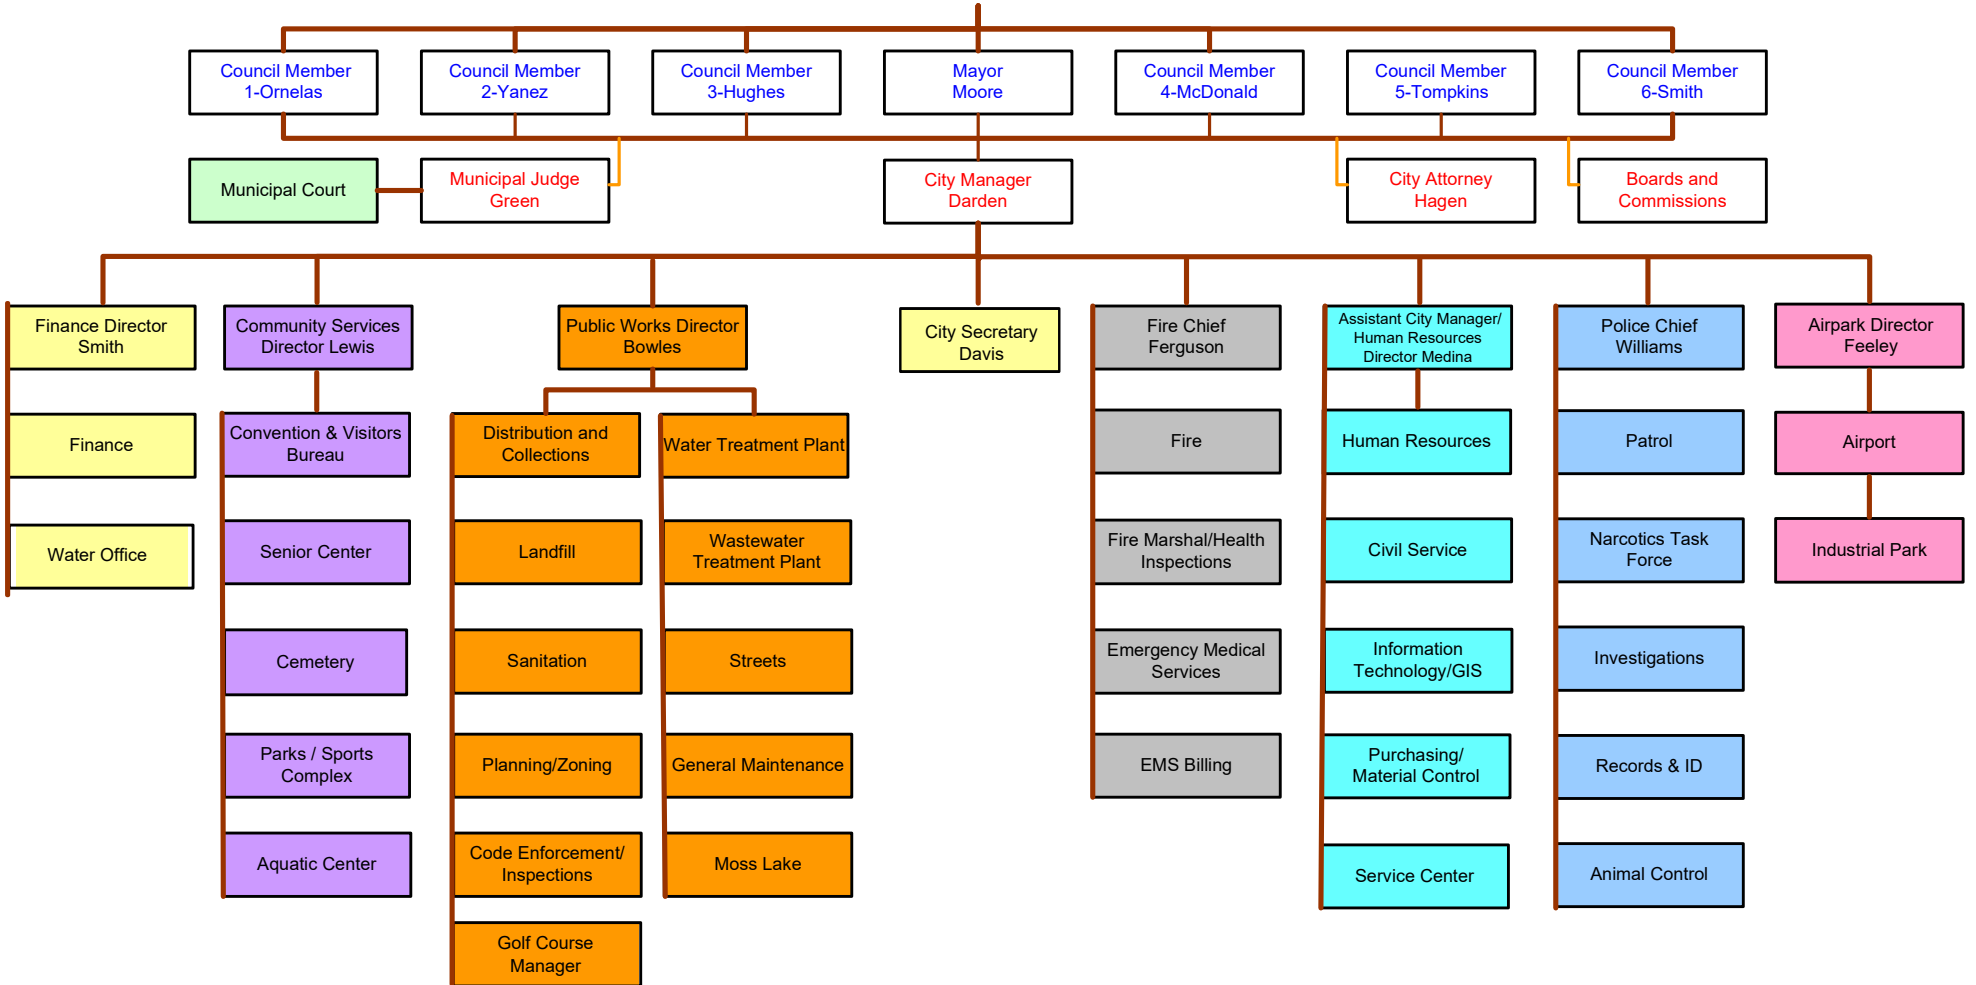 Council Member
1-Ornelas
Council Member
2-Yanez
Council Member
3-Hughes
Mayor
Moore
Council Member
4-McDonald
Council Member
5-Tompkins
Council Member
6-Smith
Municipal Court
Municipal Judge
Green
City Manager
Darden
City Attorney
Hagen
Boards and
Commissions
Finance Director
Smith
Community Services
Director Lewis
Public Works Director
Bowles
City Secretary
Davis
Fire Chief
Ferguson
Assistant City Manager/
Human Resources
Director Medina
Police Chief
Williams
Airpark Director
Feeley
Finance
Convention & Visitors
Bureau
Distribution and
Collections
Water Treatment Plant
Fire
Human Resources
Patrol
Airport
Water Office
Senior Center
Landfill
Wastewater
Treatment Plant
Fire Marshal/Health
Inspections
Civil Service
Narcotics Task
Force
Industrial Park
Cemetery
Sanitation
Streets
Emergency Medical
Services
Information
Technology/GIS
Investigations
Parks / Sports
Complex
Planning/Zoning
General Maintenance
EMS Billing
Purchasing/
Material Control
Records & ID
Aquatic Center
Code Enforcement/
Inspections
Moss Lake
Service Center
Animal Control
Golf Course
Manager